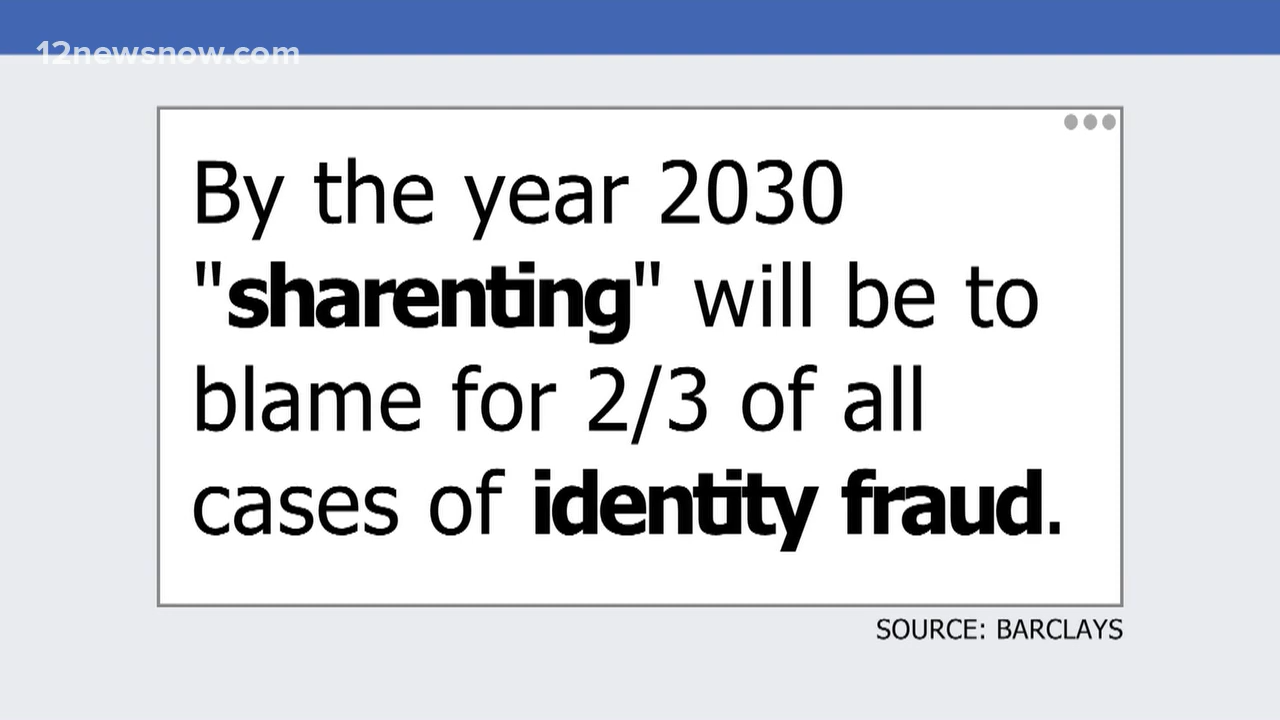 12newsnow.com
By the year 2030
"sharenting" will be to
blame for 2/3 of all
cases of identity fraud.
SOURCE: BARCLAYS